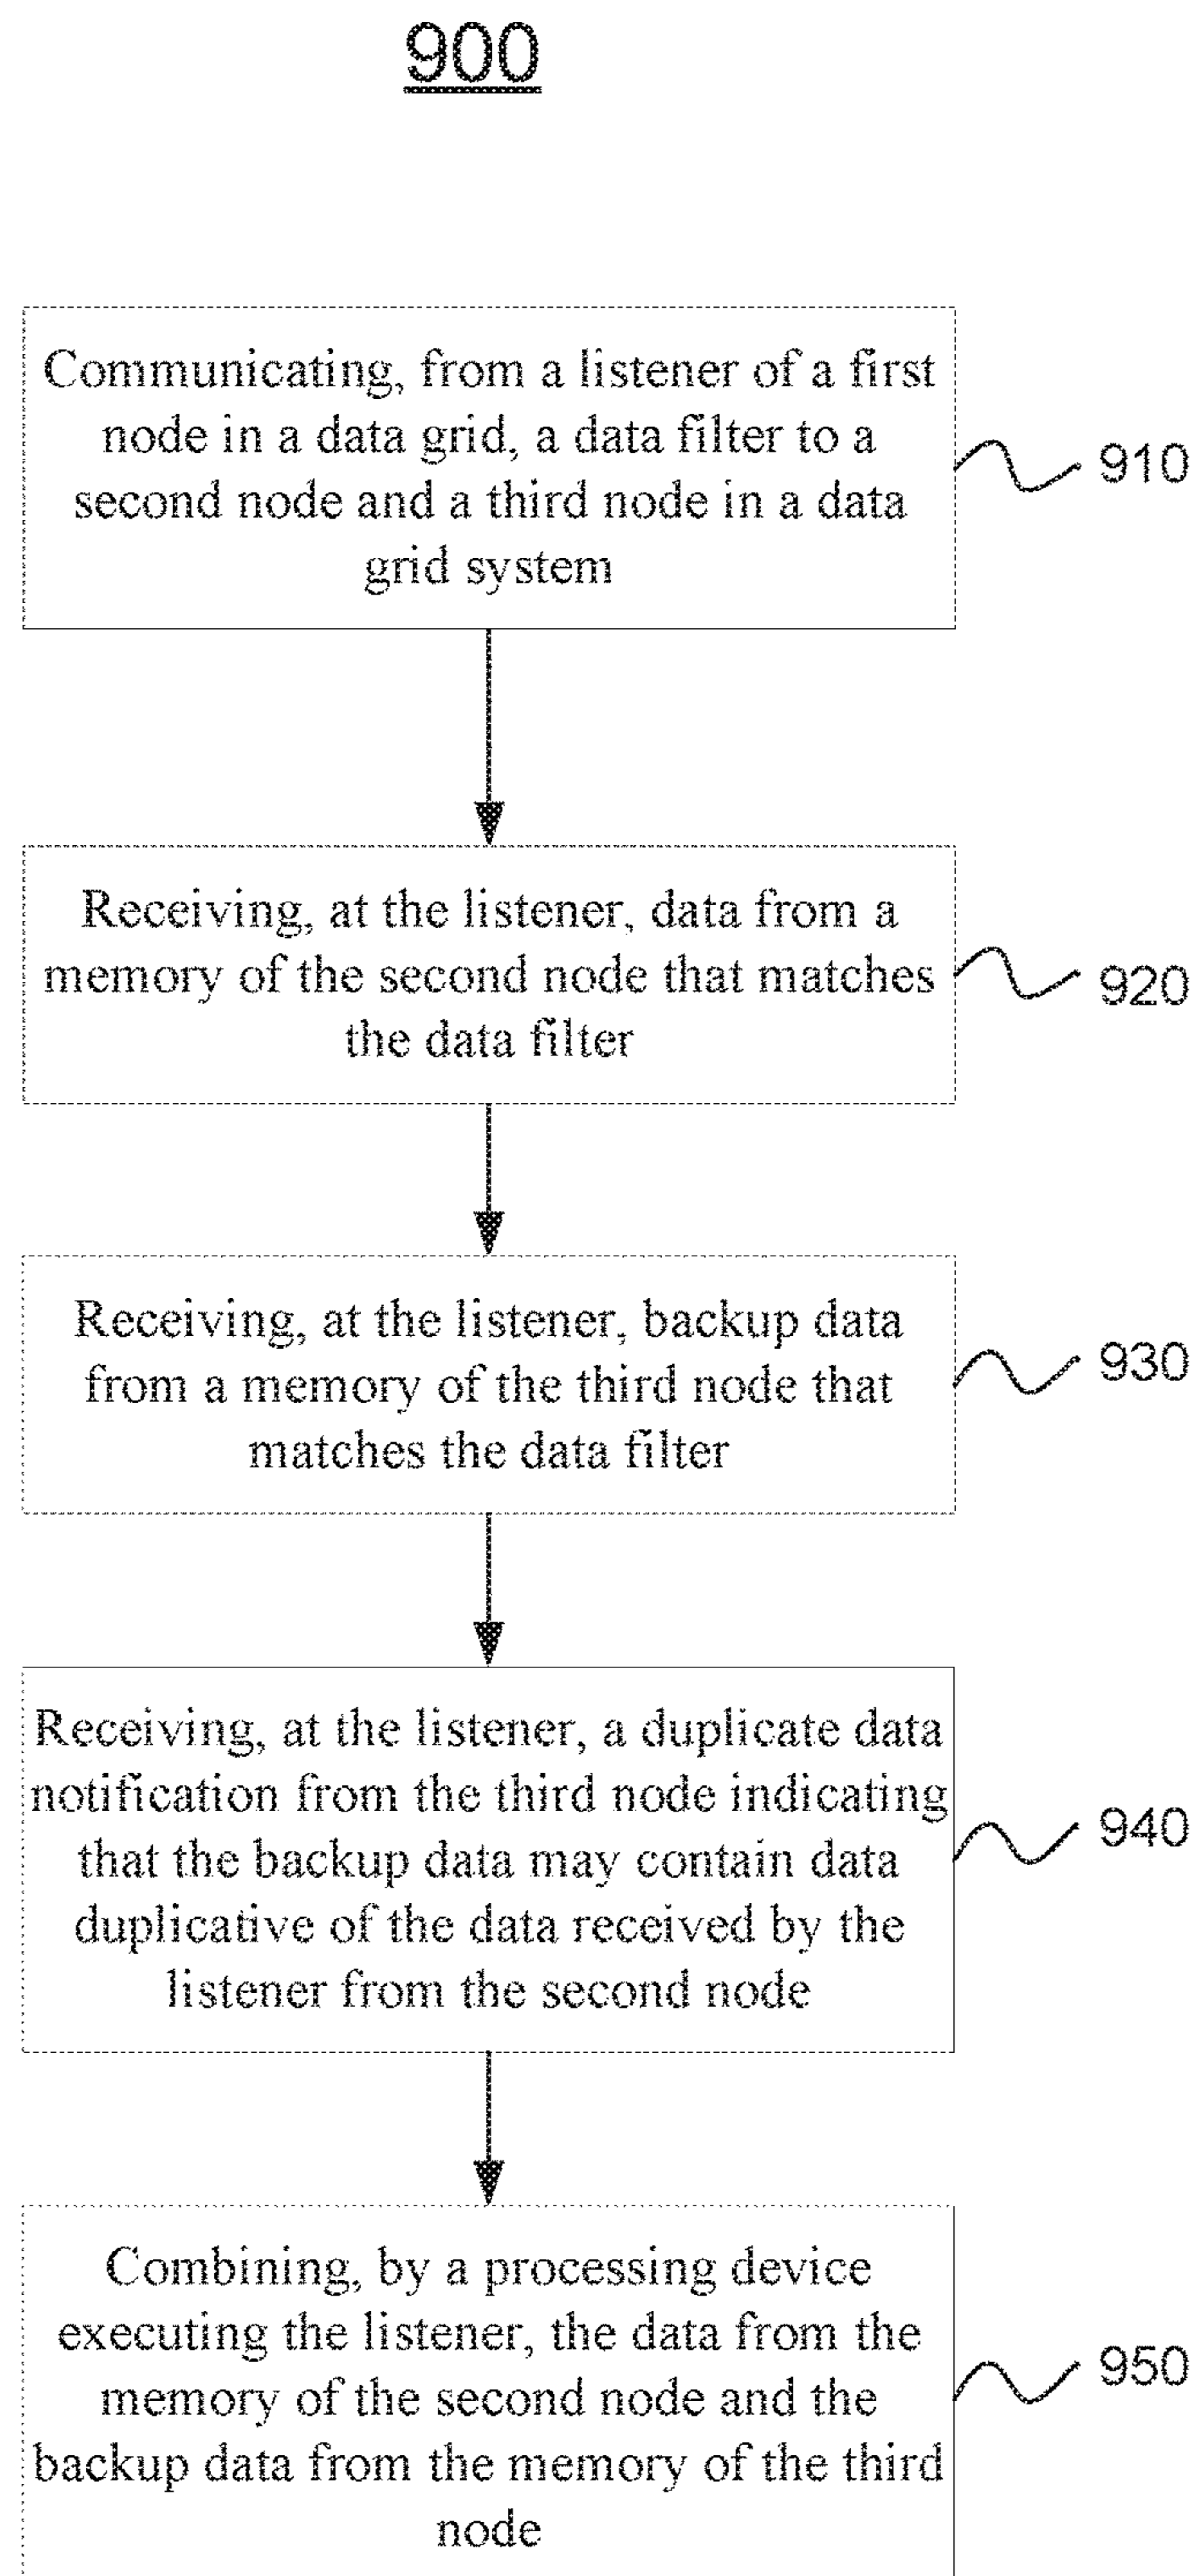 900
Communicating, from a listener of a first
node in a data grid, a data filter to a
second node and a third node in a data
grid system
910
Receiving, at the listener, data from a
memory of the second node that matches
the data filter
920
Receiving, at the listener, backup data
from a memory of the third node that
matches the data filter
930
Receiving, at the listener, a duplicate data
notification from the third node indicating
that the backup data may contain data
duplicative of the data received by the
listener from the second node
940
Combining, by a processing device
executing the listener, the data from the
memory of the second node and the
backup data from the memory of the third
node
950